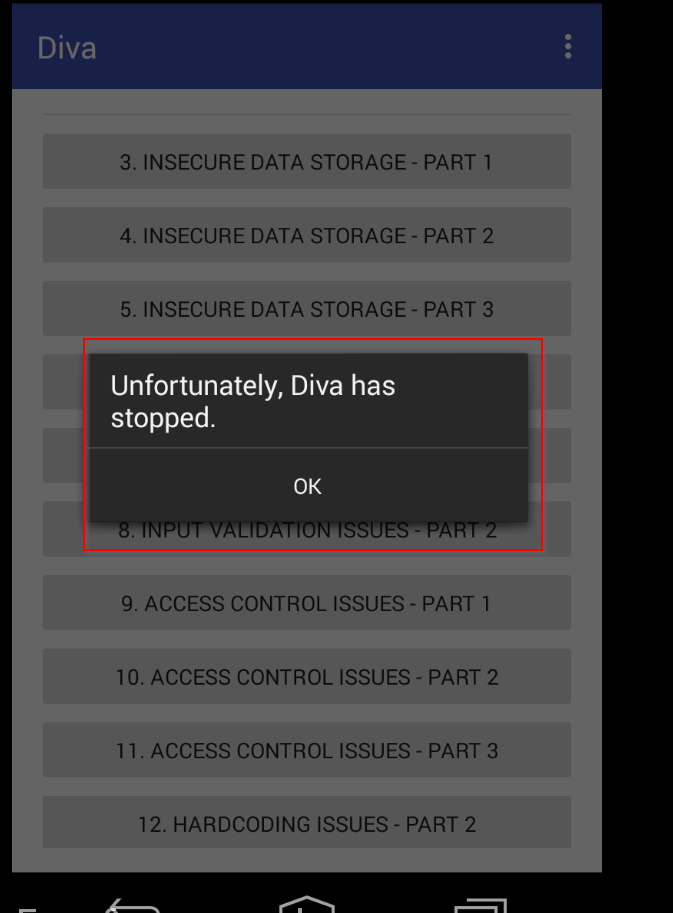 Diva
3. INSECURE DATA STORAGE - PART 1
4. INSECURE DATA STORAGE - PART 2
5. INSECURE DATA STORAGE - PART 3
Unfortunately, Diva has
stopped.
OK
8. INPUT VALIDATION ISSUES - PART 2
9. ACCESS CONTROL ISSUES - PART 1
10. ACCESS CONTROL ISSUES - PART 2
11. ACCESS CONTROL ISSUES - PART 3
12. HARDCODING ISSUES - PART 2